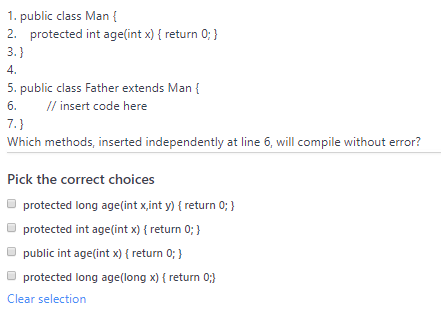 1. public class Man {
2. protected int age(int x) { return 0; }
3. }
4.
5. public class Father extends Man {
6. // insert code here
7. }
Which methods, inserted independently at line 6, will compile without error?
Pick the correct choices
protected long age(int x,int y) { return 0; }
protected int age(int x) { return 0; }
public int age(int x) { return 0; }
protected long age(long x) { return 0;}
Clear selection